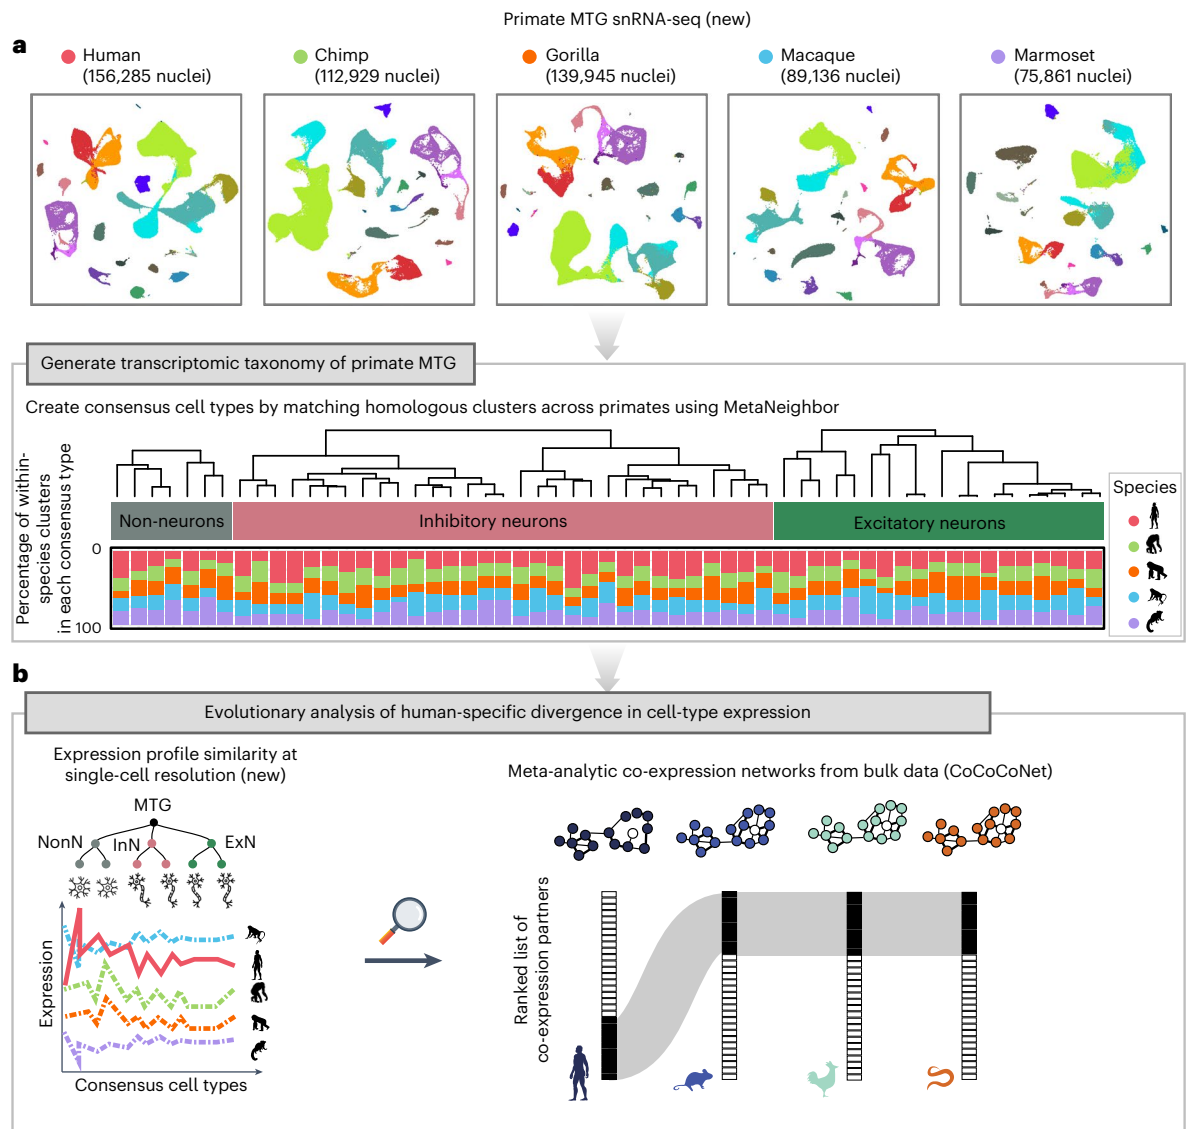 Primate MTG snRNA-seq (new)
a
Human
(156,285 nuclei)
Chimp
(112,929 nuclei)
Gorilla
(139,945 nuclei)
Macaque
(89,136 nuclei)
Marmoset
(75,861 nuclei)
Generate transcriptomic taxonomy of primate MTG
Create consensus cell types by matching homologous clusters across primates using MetaNeighbor
Percentage of within-
species clusters
in each consensus type
Non-neurons
Inhibitory neurons
Excitatory neurons
0
100
Species
b
Evolutionary analysis of human-specific divergence in cell-type expression
Expression profile similarity at
single-cell resolution (new)
MTG
NonN
InN
ExN
Expression
Consensus cell types
Meta-analytic co-expression networks from bulk data (CoCoCoNet)
Ranked list of
co-expression partners